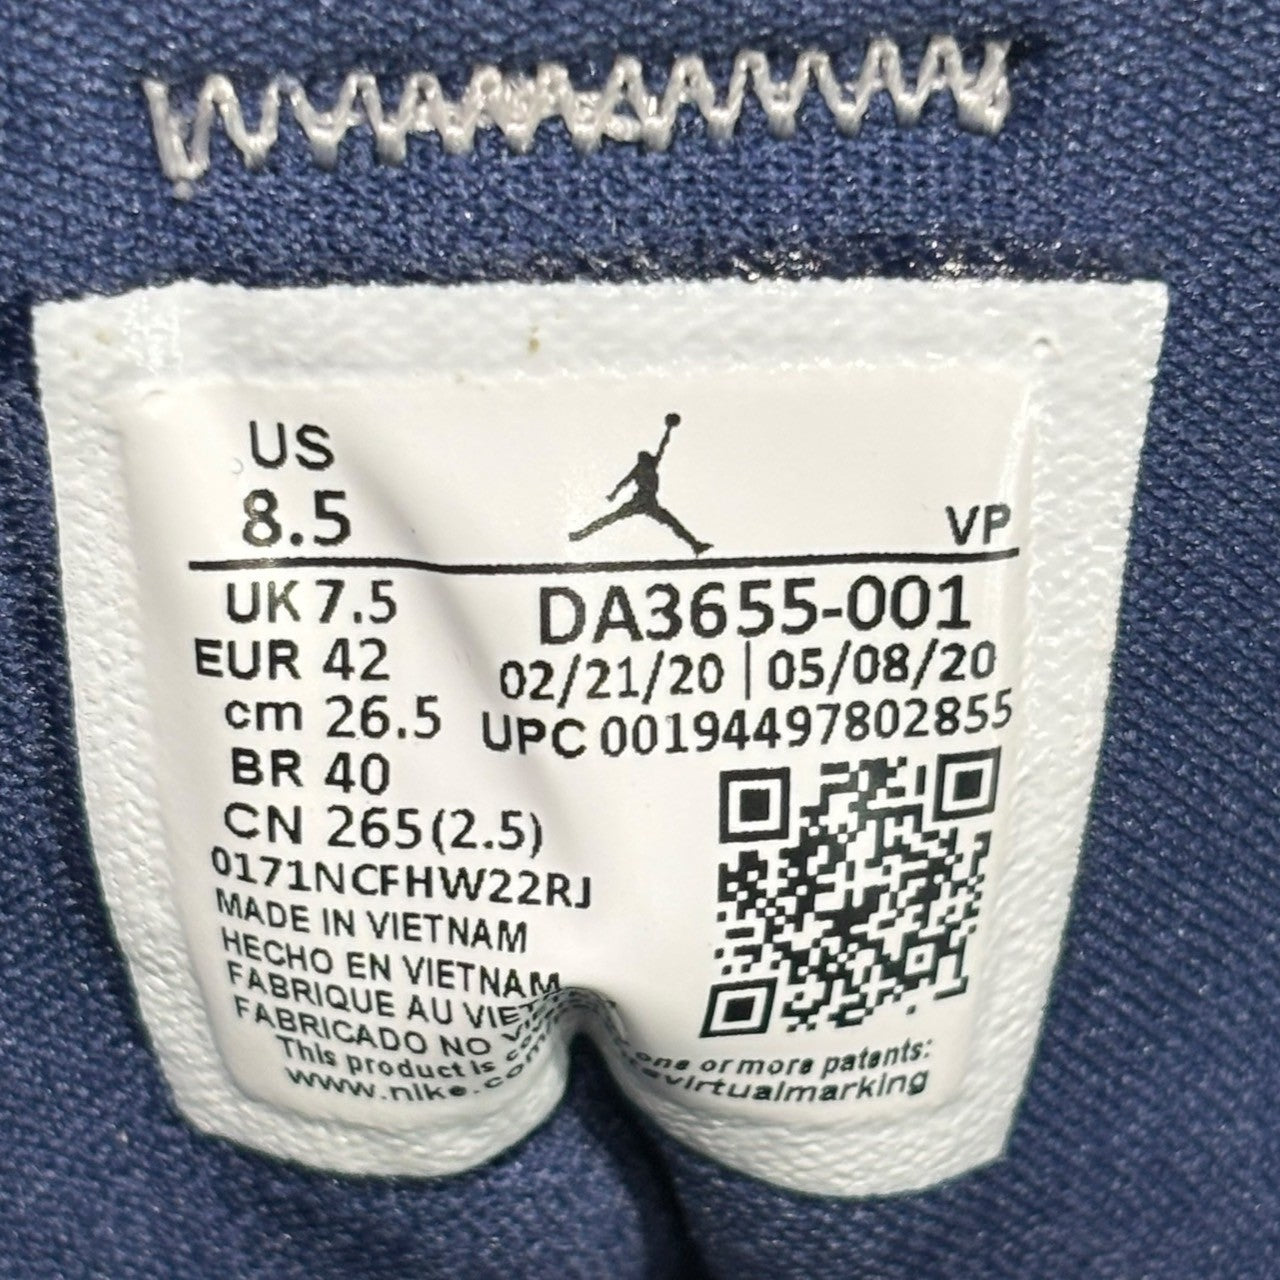 US
8.5
VP
UK 7.5
DA3655-001
EUR 42
02/21/20 | 05/08/20
cm 26.5
UPC 00194497802855
BR 40
CN 265(2.5)
0171NCFHW22RJ
MADE IN VIETNAM
HECHO EN VIETNAM
FABRIQUE AU
FABRICADO NO
This product is one or more patents:
www.nike.com virtualmarking